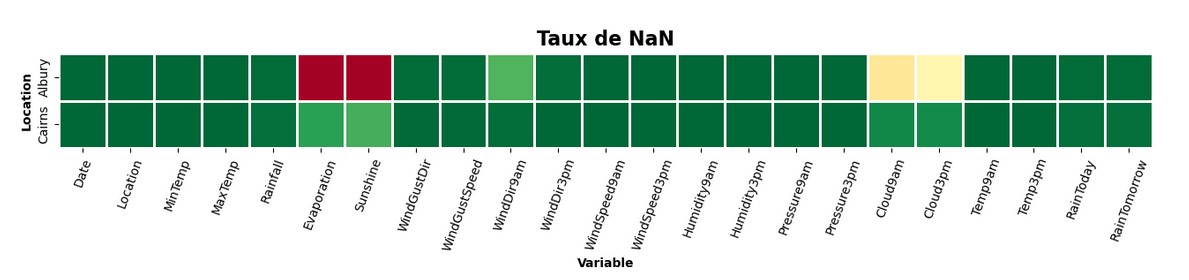 Taux de NaN
Location
Albury
Cairns
Date
Location
MinTemp
MaxTemp
Rainfall
Evaporation
Sunshine
WindGustDir
WindGustSpeed
WindDir9am
WindDir3pm
WindSpeed9am
WindSpeed3pm
Humidity9am
Humidity3pm
Pressure9am
Pressure3pm
Cloud9am
Cloud3pm
Temp9am
Temp3pm
RainToday
RainTomorrow
Variable